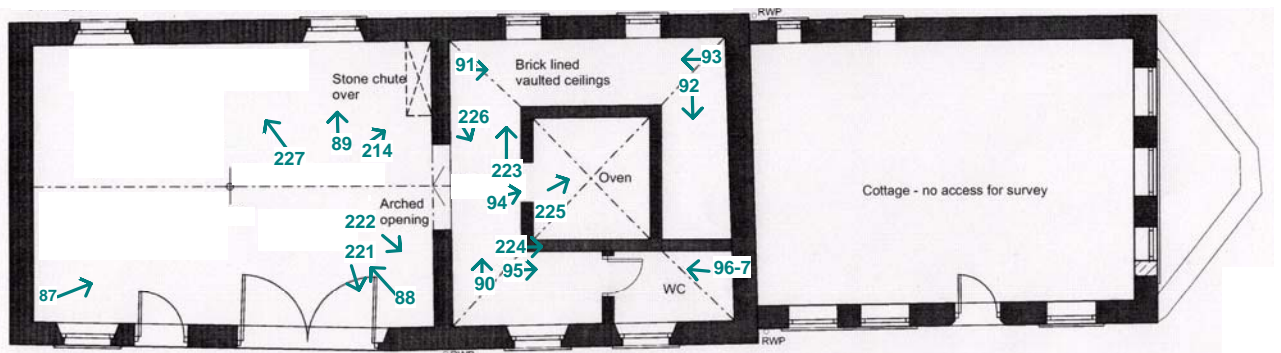 RWP
91
Brick lined
vaulted ceilings
93
92
Stone chute
over
226
89
214
227
223
Oven
94
225
Cottage - no access for survey
Arched
opening
222
224
221
95
96-7
90
88
87
WC
RWP
RWP